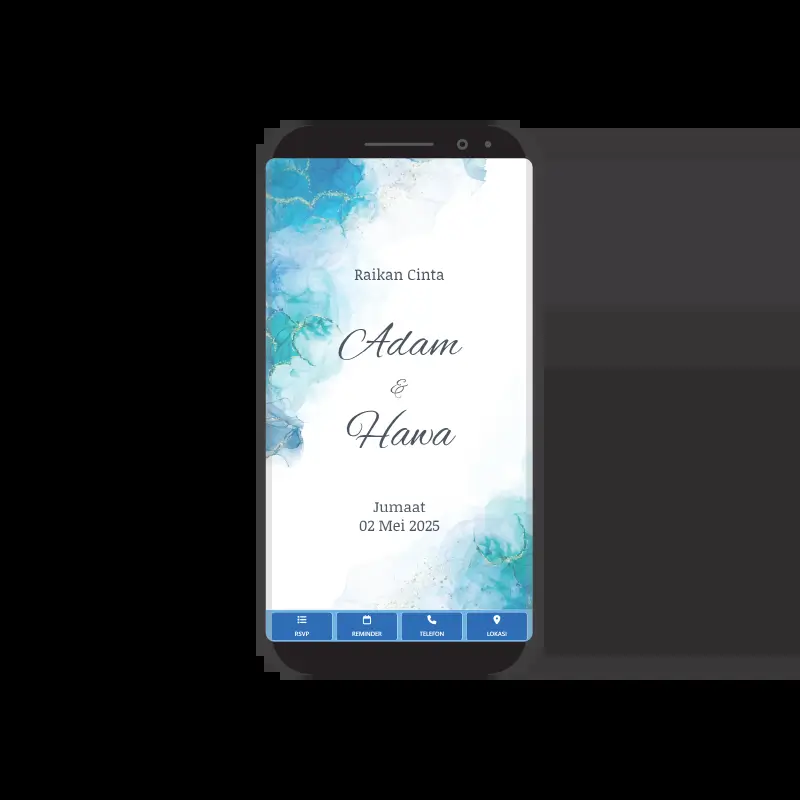 Raikan Cinta
Adam
&
Hawa
Jumaat
02 Mei 2025
RSVP REMINDER TELEFON LOKASI